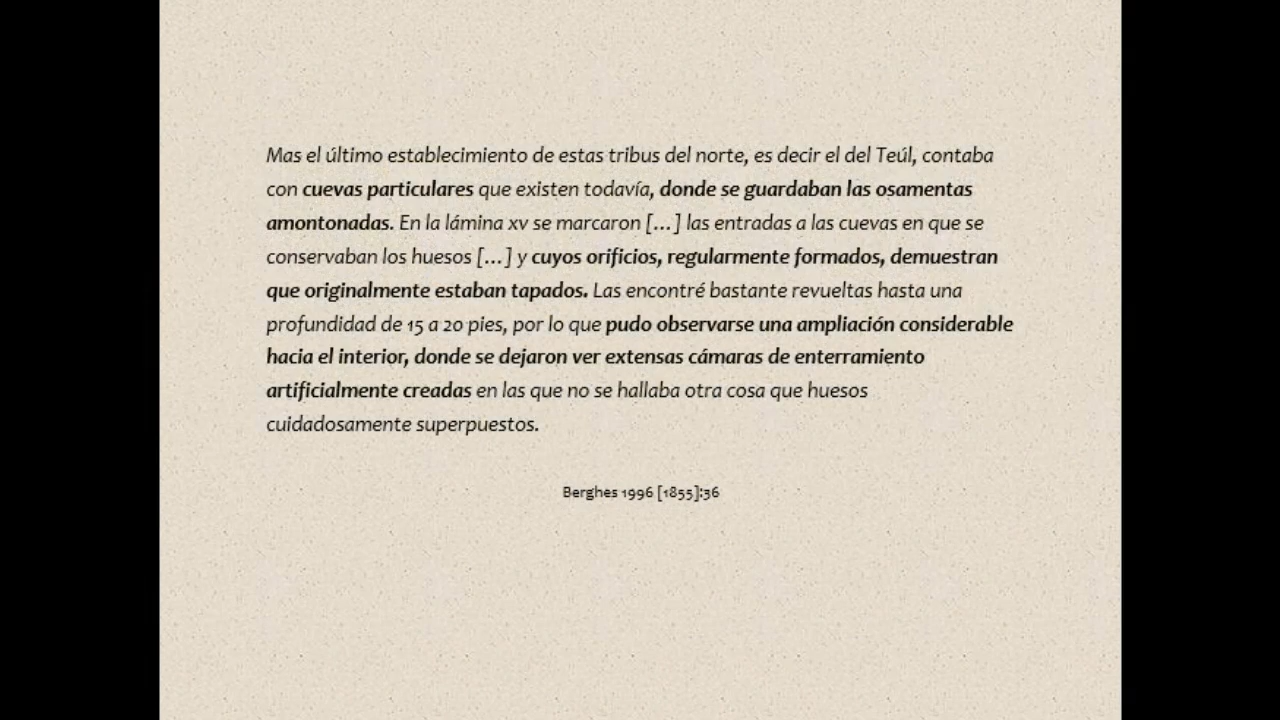 Mas el último establecimiento de estas tribus del norte, es decir el del Teúl, contaba
con cuevas particulares que existen todavía, donde se guardaban las osamentas
amontonadas. En la lámina xv se marcaron [...] las entradas a las cuevas en que se
conservaban los huesos [...] y cuyos orificios, regularmente formados, demuestran
que originalmente estaban tapados. Las encontré bastante revueltas hasta una
profundidad de 15 a 20 pies, por lo que pudo observarse una ampliación considerable
hacia el interior, donde se dejaron ver extensas cámaras de enterramiento
artificialmente creadas en las que no se hallaba otra cosa que huesos
cuidadosamente superpuestos.
Berghes 1996 [1855]:36